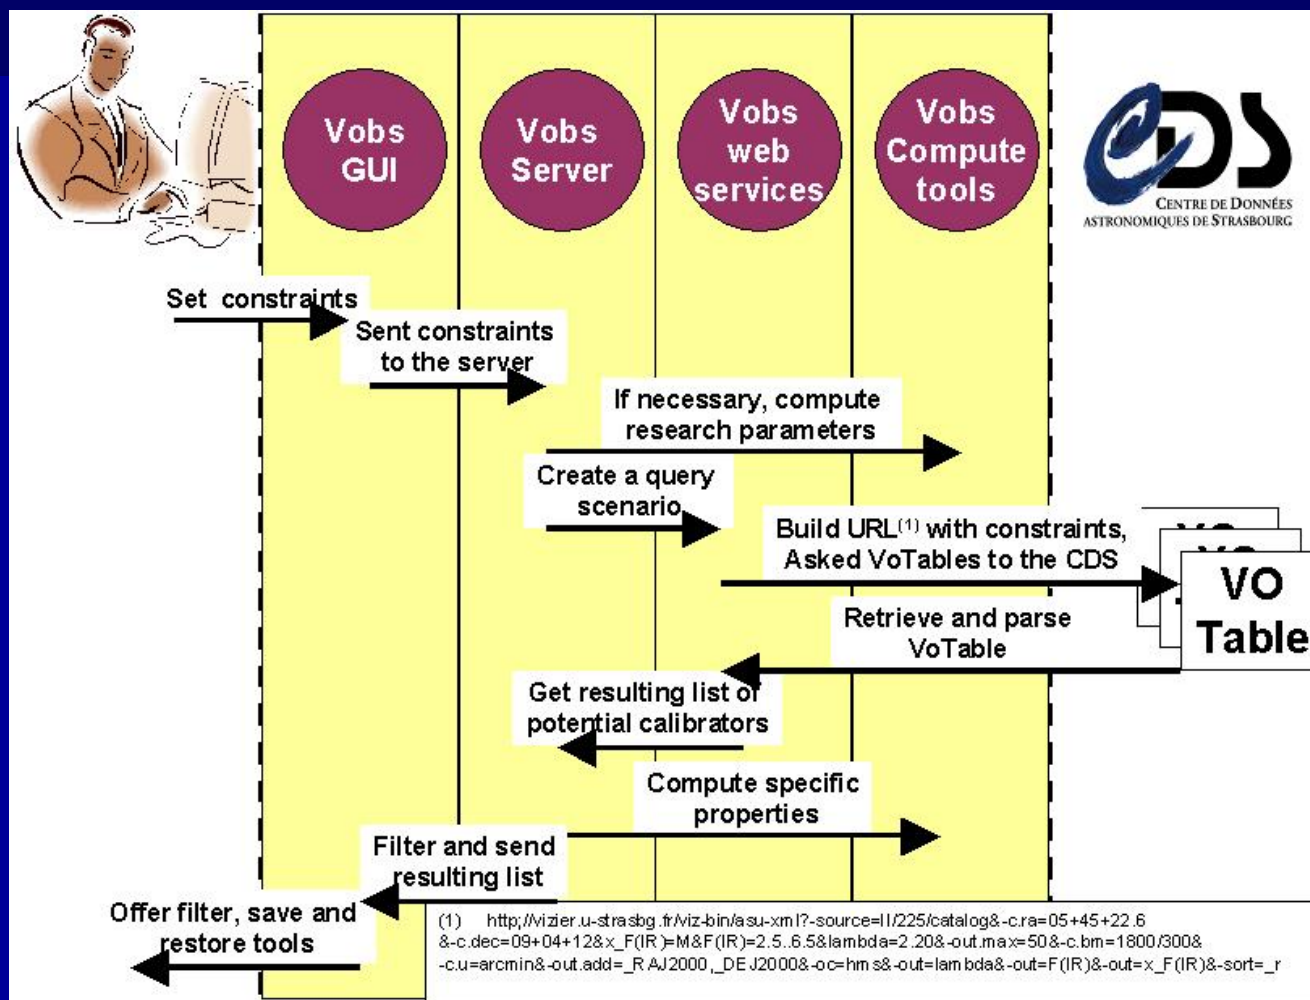 Vobs
GUI
Vobs
Server
Vobs
web
services
Vobs
Compute
tools
CDS
CENTRE DE DONNÉES
ASTRONOMIQUES DE STRASBOURG
Set constraints
Sent constraints
to the server
If necessary, compute
research parameters
Create a query
scenario
Build URL(1) with constraints,
Asked VoTables to the CDS
VO
VO
VO
Table
Retrieve and parse
VoTable
Get resulting list of
potential calibrators
Compute specific
properties
Filter and send
resulting list
Offer filter, save and
restore tools
(1) http;//vizier.u-strasbg.fr/viz-bin/asu-xml?-source=II/225/catalog&-c.ra=05+45+22.6
&-c.dec=09+04+12&x_F(IR)=M&F(IR)=2.5..6.5&lambda=2.20&-out.max=50&-c.bm=1800/300&
-c.u=arcmin&-out.add=_RAJ2000,_DEJ2000&-oc=hms&-out=lambda&-out=F(IR)&-out=x_F(IR)&-sort=_r